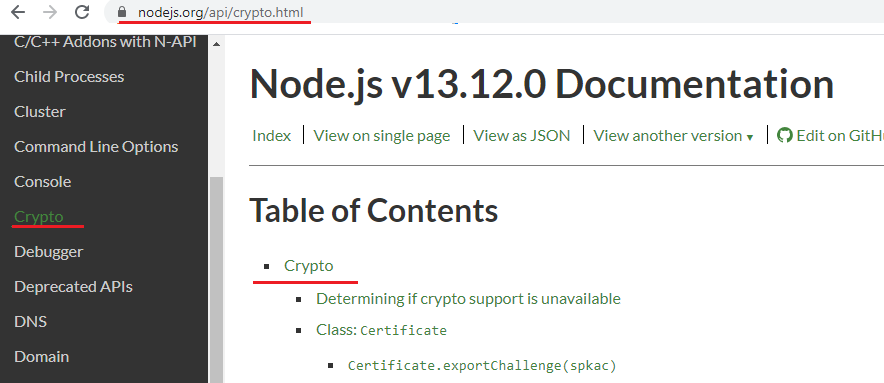 nodejs.org/api/crypto.html
C/C++ Addons with N-API
Child Processes
Cluster
Command Line Options
Console
Crypto
Debugger
Deprecated APIs
DNS
Domain
Node.js v13.12.0 Documentation
Index | View on single page | View as JSON | View another version ▼ | Edit on GitHu
Table of Contents
Crypto
Determining if crypto support is unavailable
Class: Certificate
Certificate.exportChallenge(spkac)